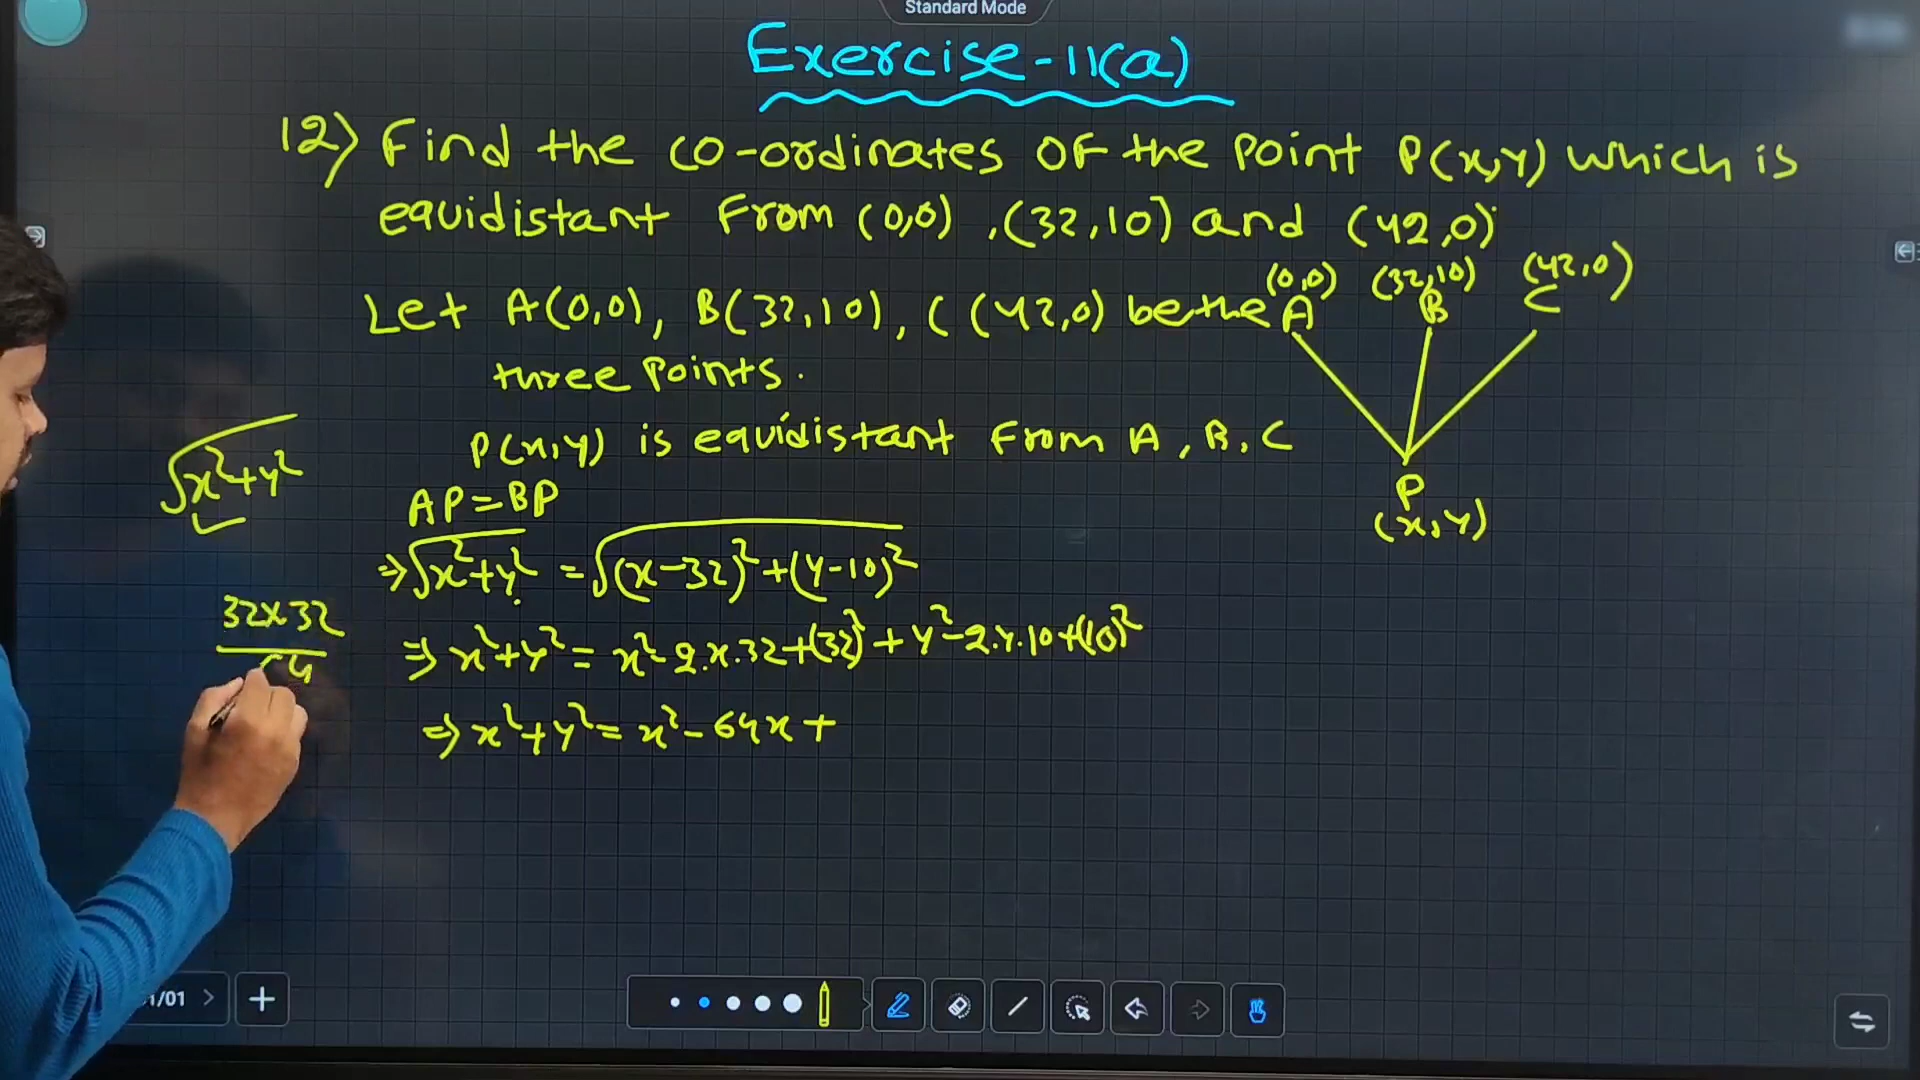 Standard Mode
Exercise-11(a)
12) Find the co-ordinates of the point P(x,y) which is
equidistant from (0,0), (32,10) and (42,0)
(0,0) (32,10) (42,0)
Let A(0,0), B(32,10), C (42,0) be the
A B C
three points.
P(x,y) is equidistant from A, B, C
√x²+y²
AP=BP
P
(x,y)
⇒√x²+y² = √(x-32)²+(y-10)²
32x32
⇒ x²+y² = x²-2.x.32+(32)²+y²-2.y.10+(10)²
64
⇒ x²+y² = x²-64x+
1/01 >